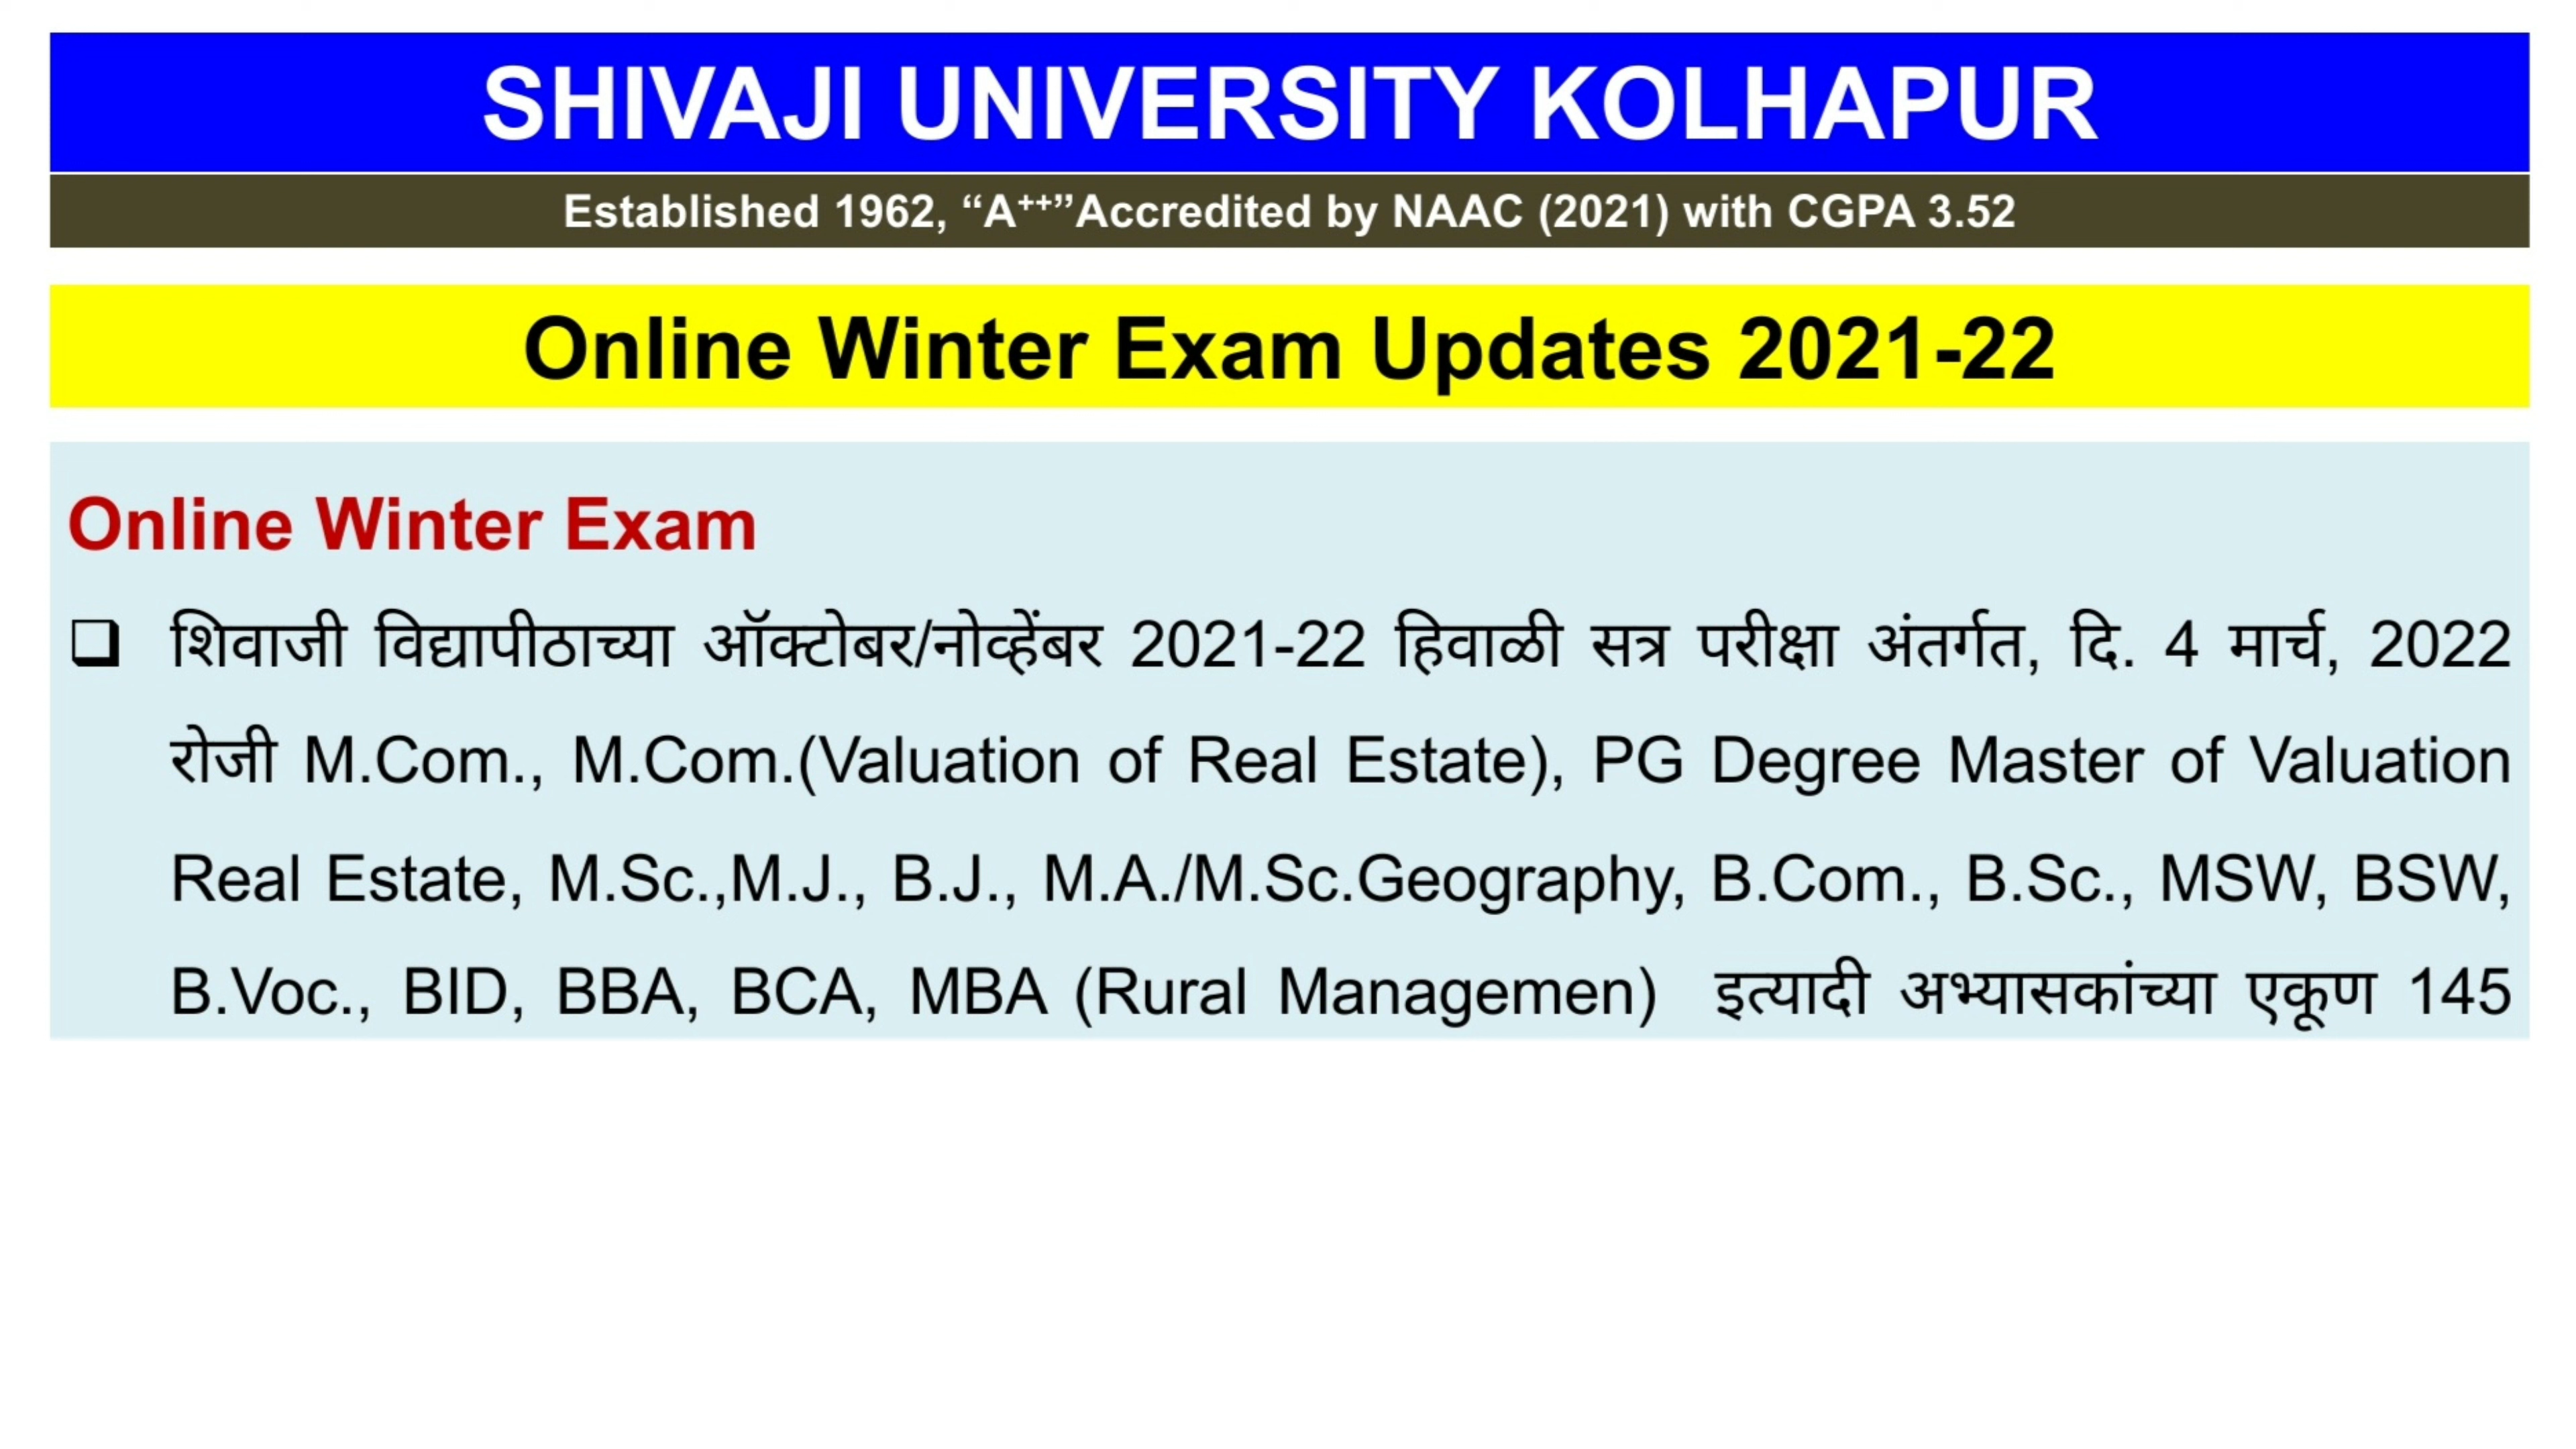 SHIVAJI UNIVERSITY KOLHAPUR
Established 1962, “A⁺⁺”Accredited by NAAC (2021) with CGPA 3.52
Online Winter Exam Updates 2021-22
Online Winter Exam
❑ शिवाजी विद्यापीठाच्या ऑक्टोबर/नोव्हेंबर 2021-22 हिवाळी सत्र परीक्षा अंतर्गत, दि. 4 मार्च, 2022
रोजी M.Com., M.Com.(Valuation of Real Estate), PG Degree Master of Valuation
Real Estate, M.Sc.,M.J., B.J., M.A./M.Sc.Geography, B.Com., B.Sc., MSW, BSW,
B.Voc., BID, BBA, BCA, MBA (Rural Managemen) इत्यादी अभ्यासकांच्या एकूण 145